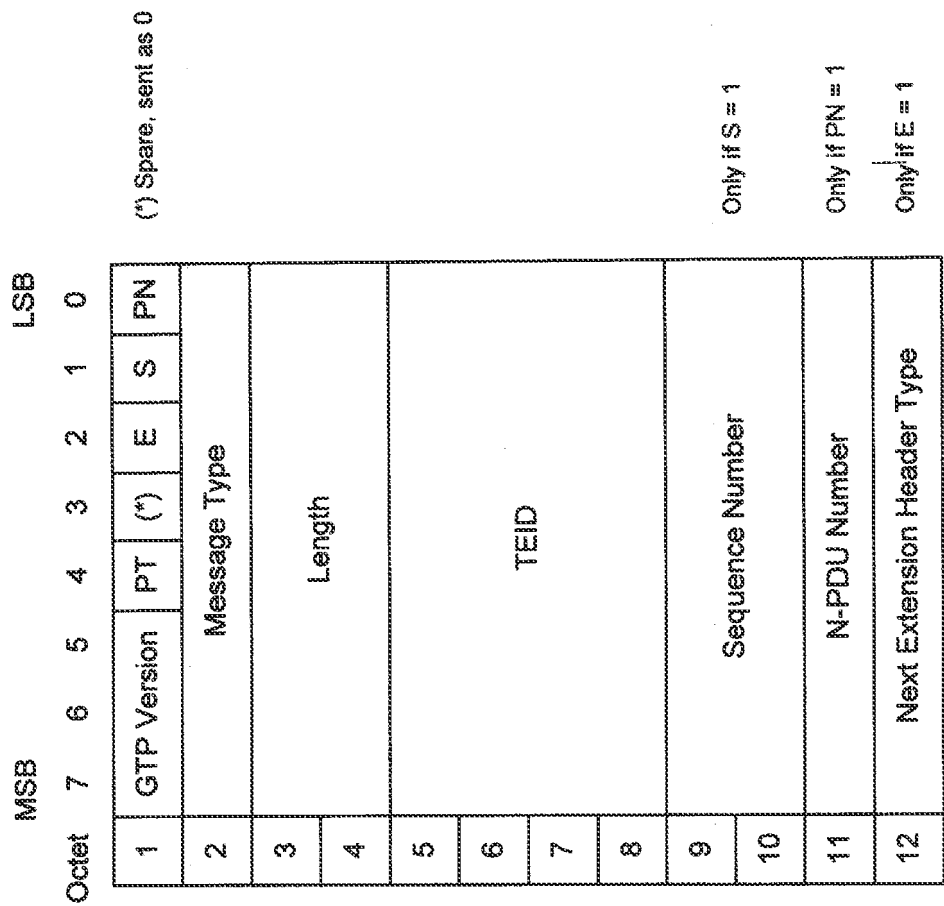 MSB LSB
Octet 7 6 5 4 3 2 1 0
1 GTP Version PT (*) E S PN (*) Spare, sent as 0
2 Message Type
3
Length
4
5
6
TEID
7
8
9
Sequence Number Only if S = 1
10
11 N-PDU Number Only if PN = 1
12 Next Extension Header Type Only if E = 1